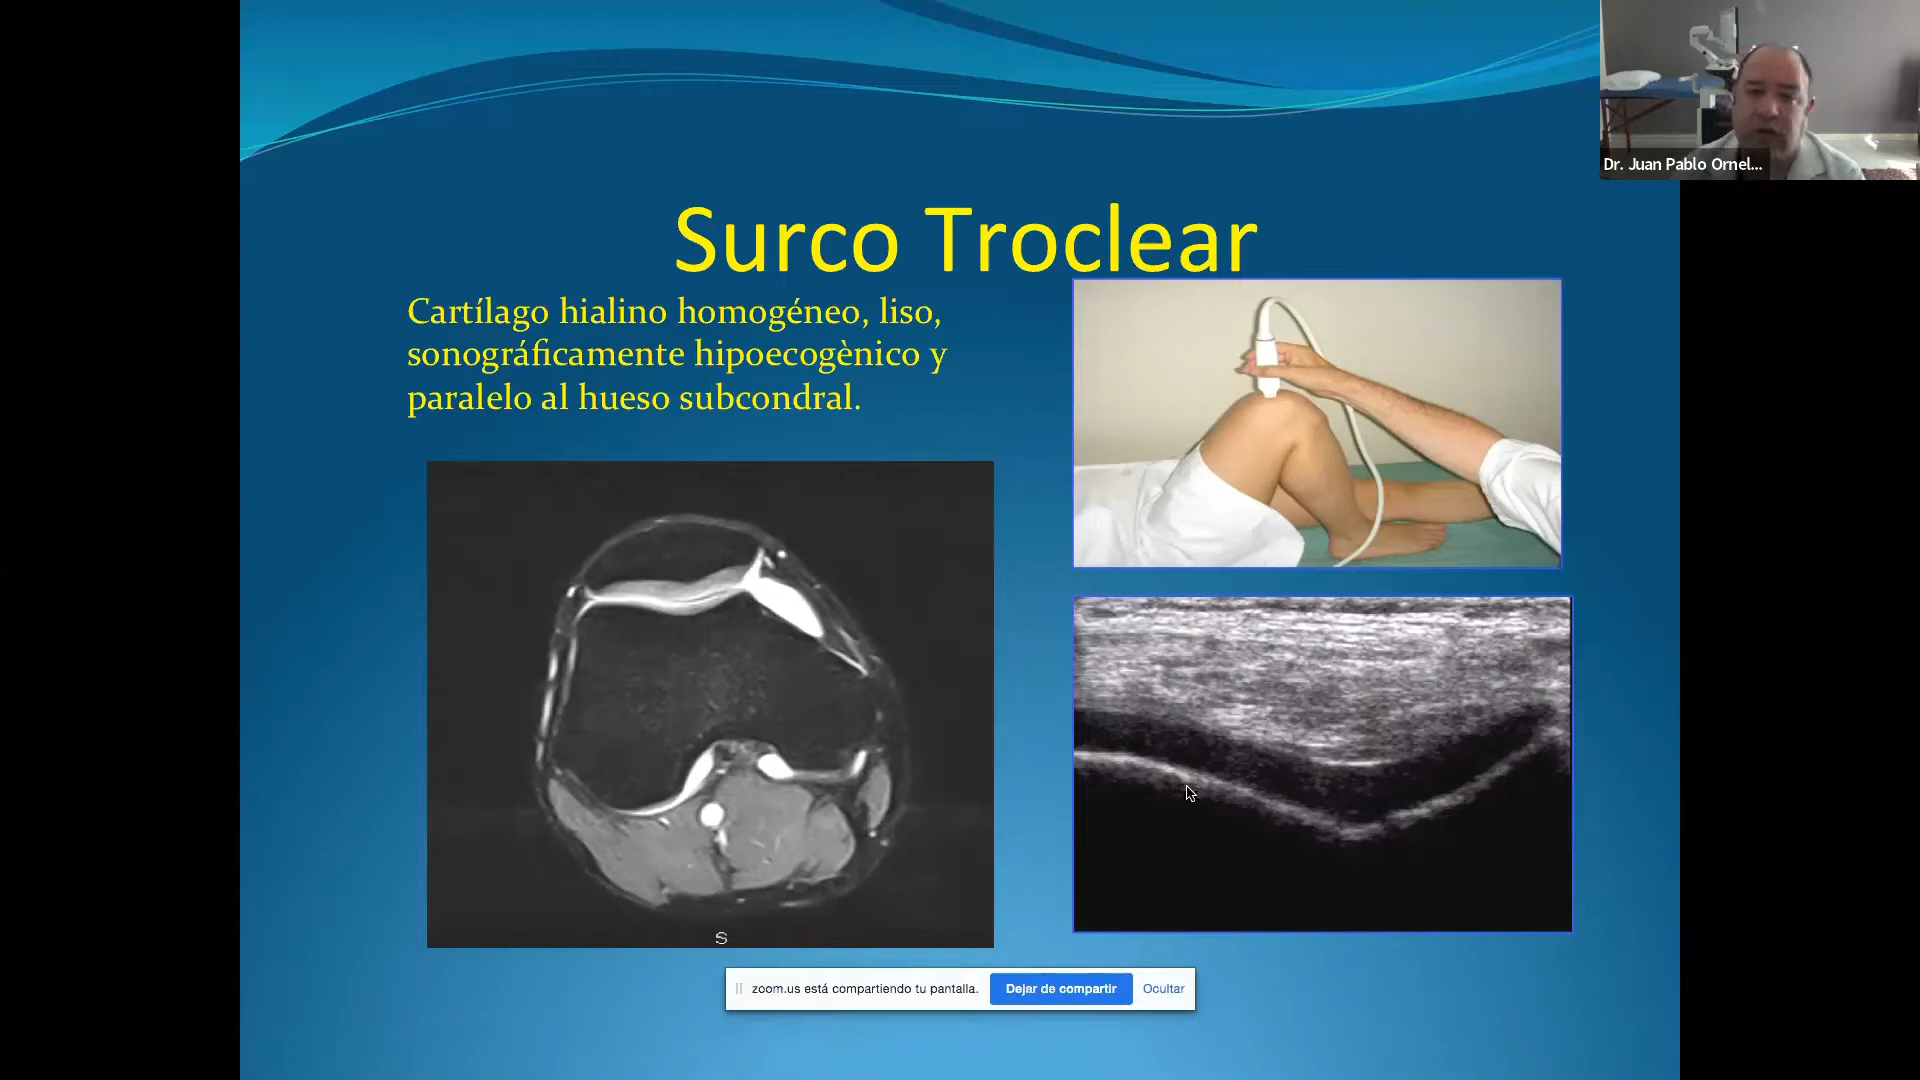 Dr. Juan Pablo Ornel...
Surco Troclear
Cartílago hialino homogéneo, liso,
sonográficamente hipoecogènico y
paralelo al hueso subcondral.
S
zoom.us está compartiendo tu pantalla.
Dejar de compartir
Ocultar